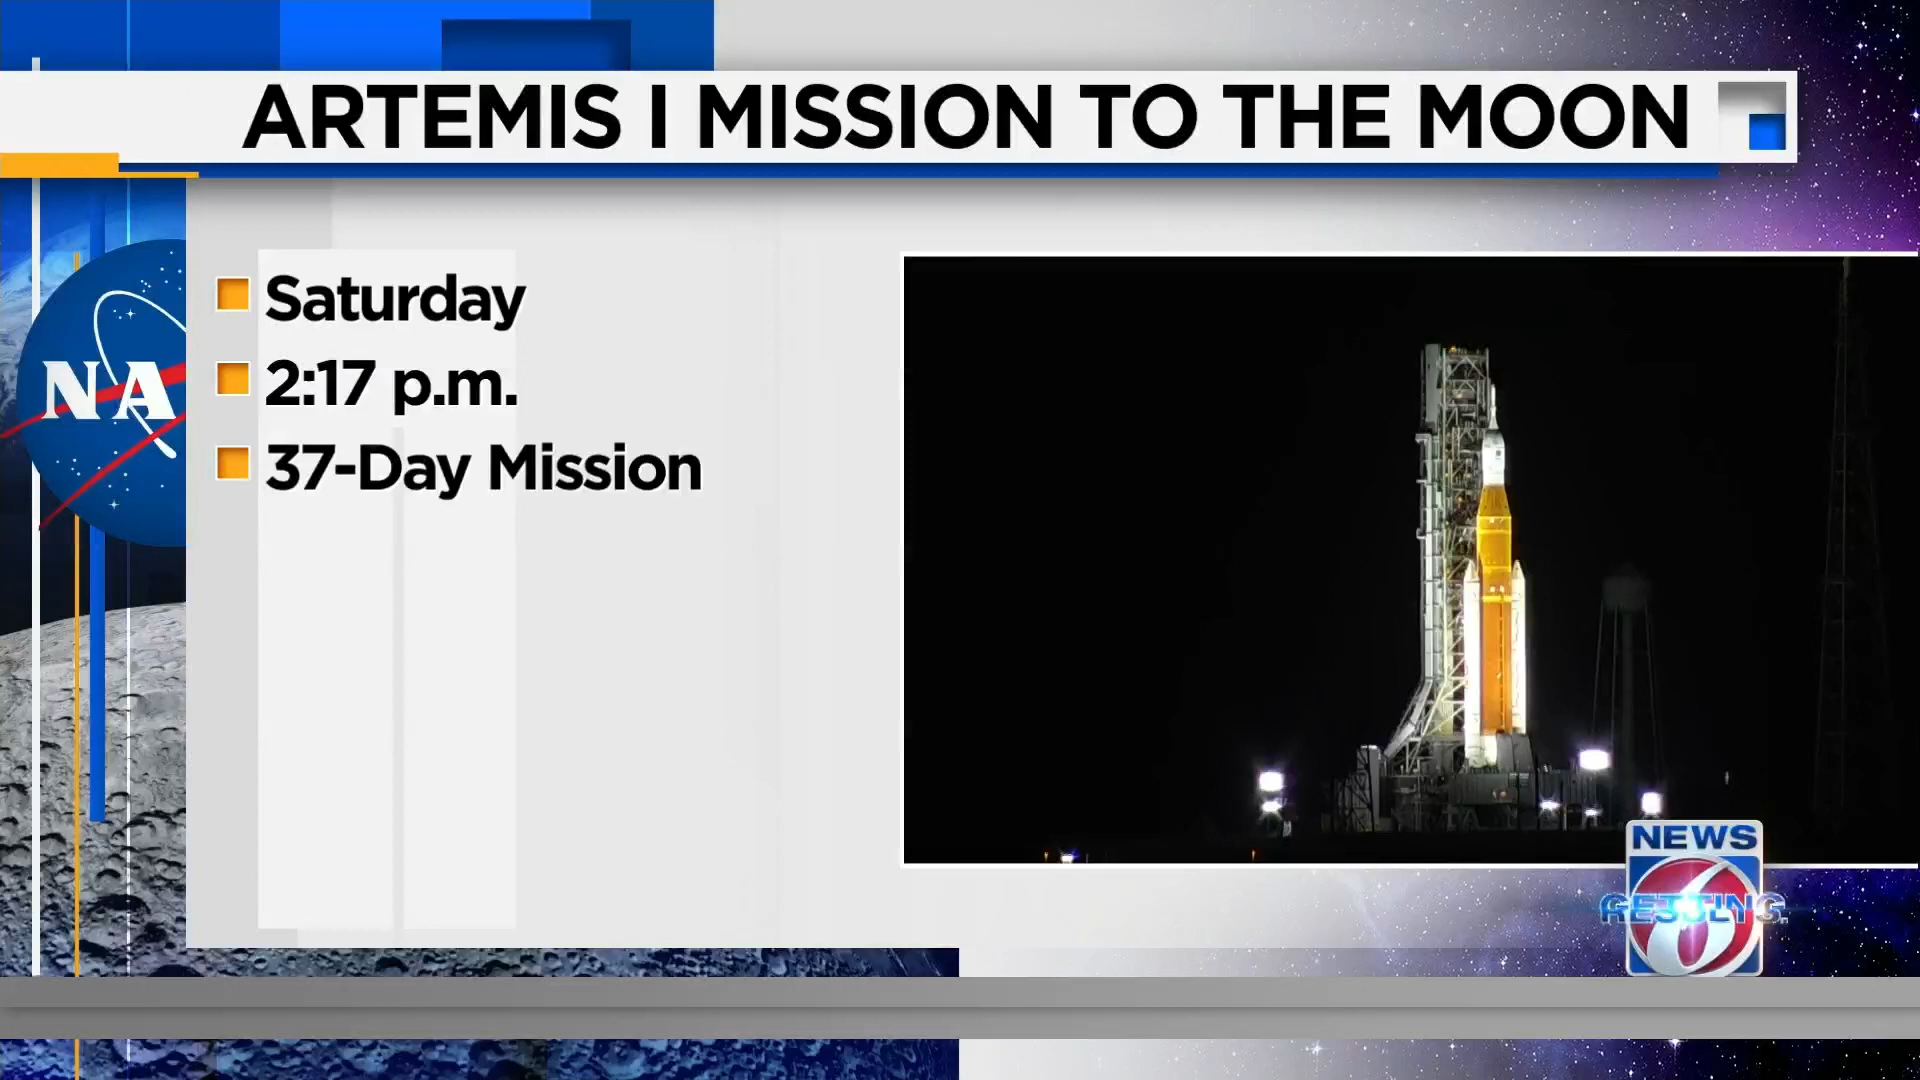 ARTEMIS I MISSION TO THE MOON
NA
Saturday
2:17 p.m.
37-Day Mission
NEWS
6